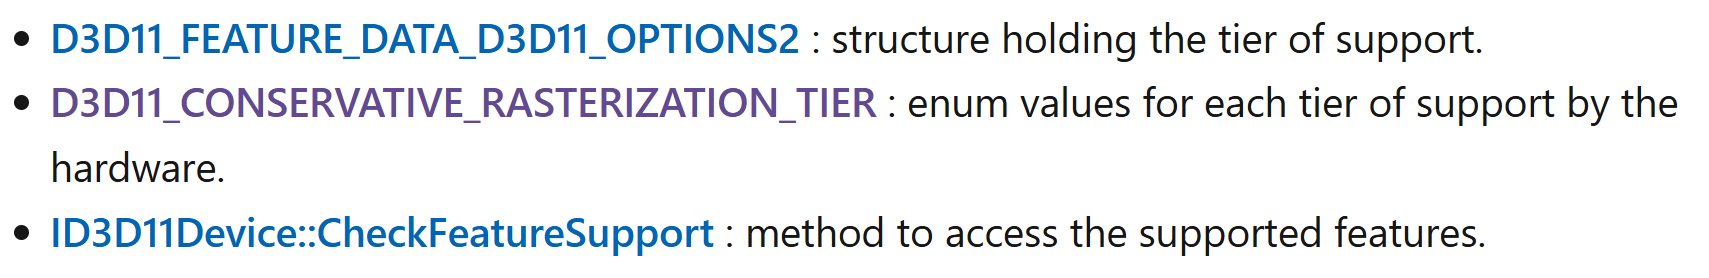 • D3D11_FEATURE_DATA_D3D11_OPTIONS2 : structure holding the tier of support.
• D3D11_CONSERVATIVE_RASTERIZATION_TIER : enum values for each tier of support by the
hardware.
• ID3D11Device::CheckFeatureSupport : method to access the supported features.